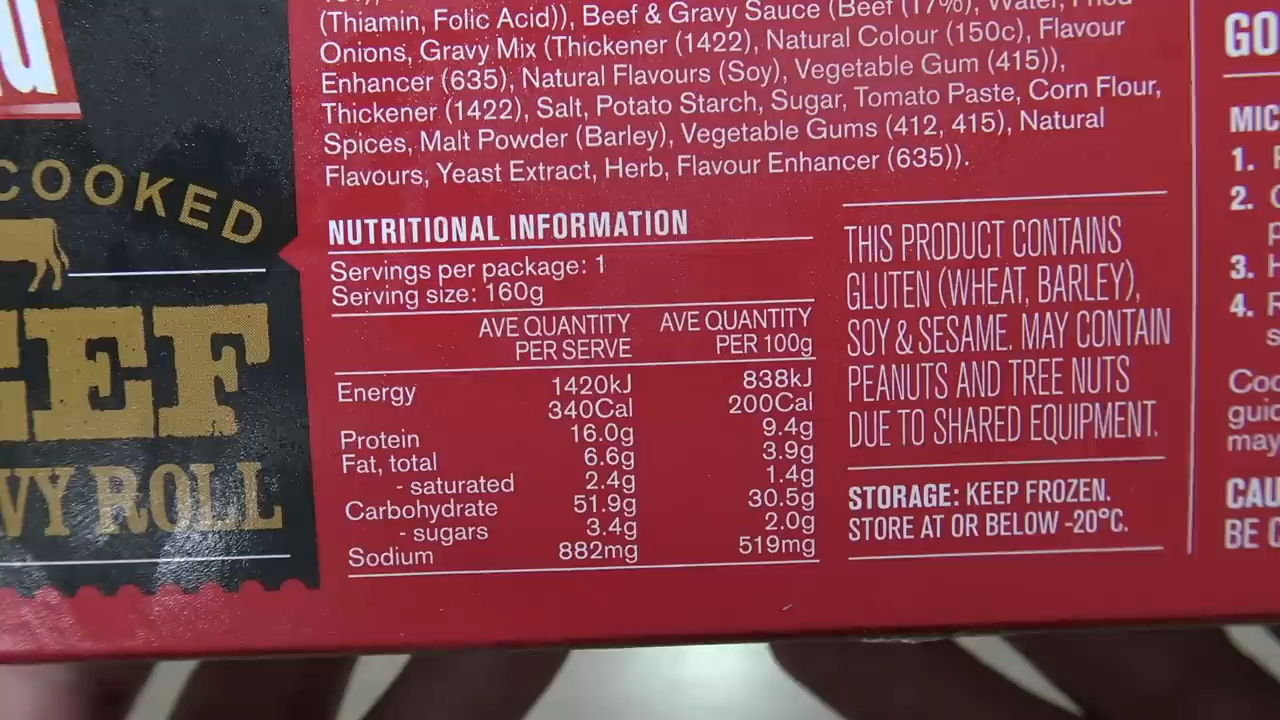 (Thiamin, Folic Acid)), Beef & Gravy Sauce (Beef (17%), Water, Fried
Onions, Gravy Mix (Thickener (1422), Natural Colour (150c), Flavour
Enhancer (635), Natural Flavours (Soy), Vegetable Gum (415)),
Thickener (1422), Salt, Potato Starch, Sugar, Tomato Paste, Corn Flour,
Spices, Malt Powder (Barley), Vegetable Gums (412, 415), Natural
Flavours, Yeast Extract, Herb, Flavour Enhancer (635)).
COOKED
EEF
VY ROLL
NUTRITIONAL INFORMATION
Servings per package: 1
Serving size: 160g
AVE QUANTITY AVE QUANTITY
PER SERVE PER 100g
Energy 1420kJ 838kJ
340Cal 200Cal
Protein 16.0g 9.4g
Fat, total 6.6g 3.9g
- saturated 2.4g 1.4g
Carbohydrate 51.9g 30.5g
- sugars 3.4g 2.0g
Sodium 882mg 519mg
THIS PRODUCT CONTAINS
GLUTEN (WHEAT, BARLEY),
SOY & SESAME. MAY CONTAIN
PEANUTS AND TREE NUTS
DUE TO SHARED EQUIPMENT.
STORAGE: KEEP FROZEN.
STORE AT OR BELOW -20°C.
GO
MIC
1.
2.
3. H
4.
Coo
guid
may
CAU
BE C